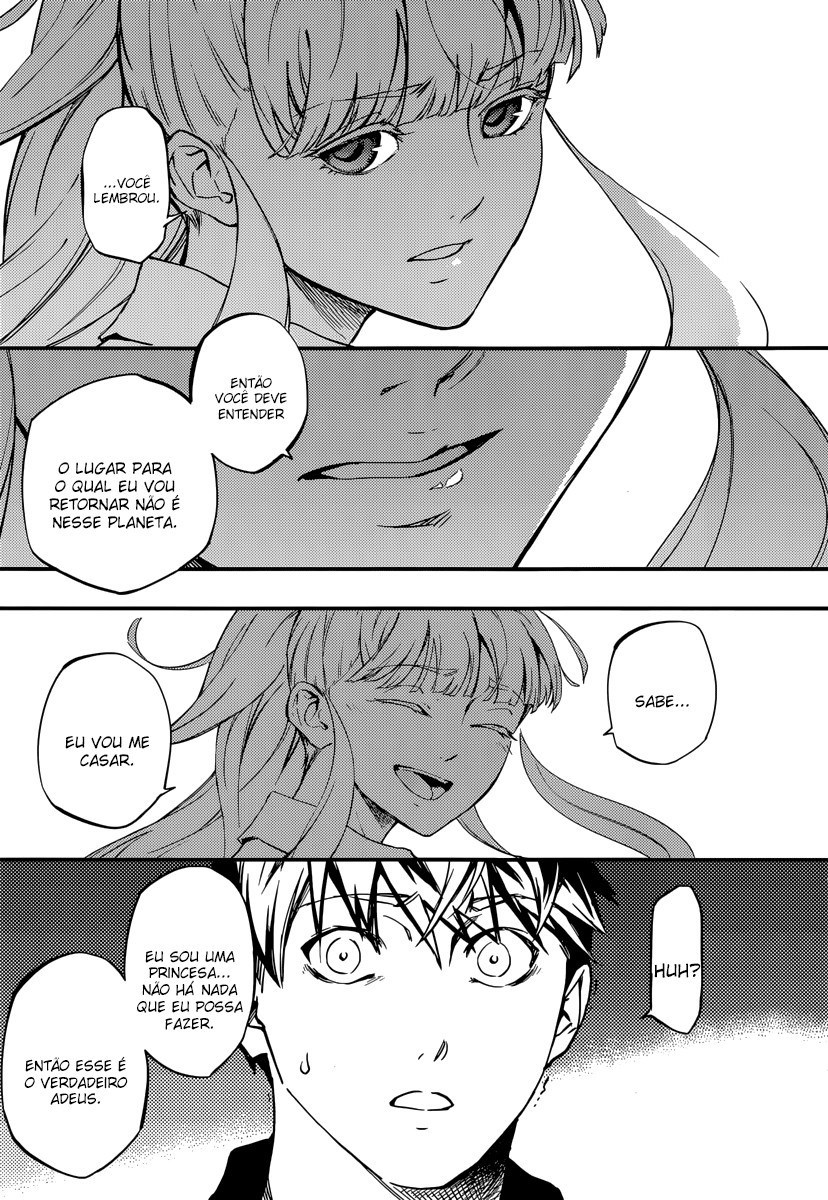 ...VOCÊ
LEMBROU.
ENTÃO
VOCÊ DEVE
ENTENDER
O LUGAR PARA
O QUAL EU VOU
RETORNAR NÃO É
NESSE PLANETA.
SABE...
EU VOU ME
CASAR.
HUH?
EU SOU UMA
PRINCESA...
NÃO HÁ NADA
QUE EU POSSA
FAZER.
ENTÃO ESSE É
O VERDADEIRO
ADEUS.